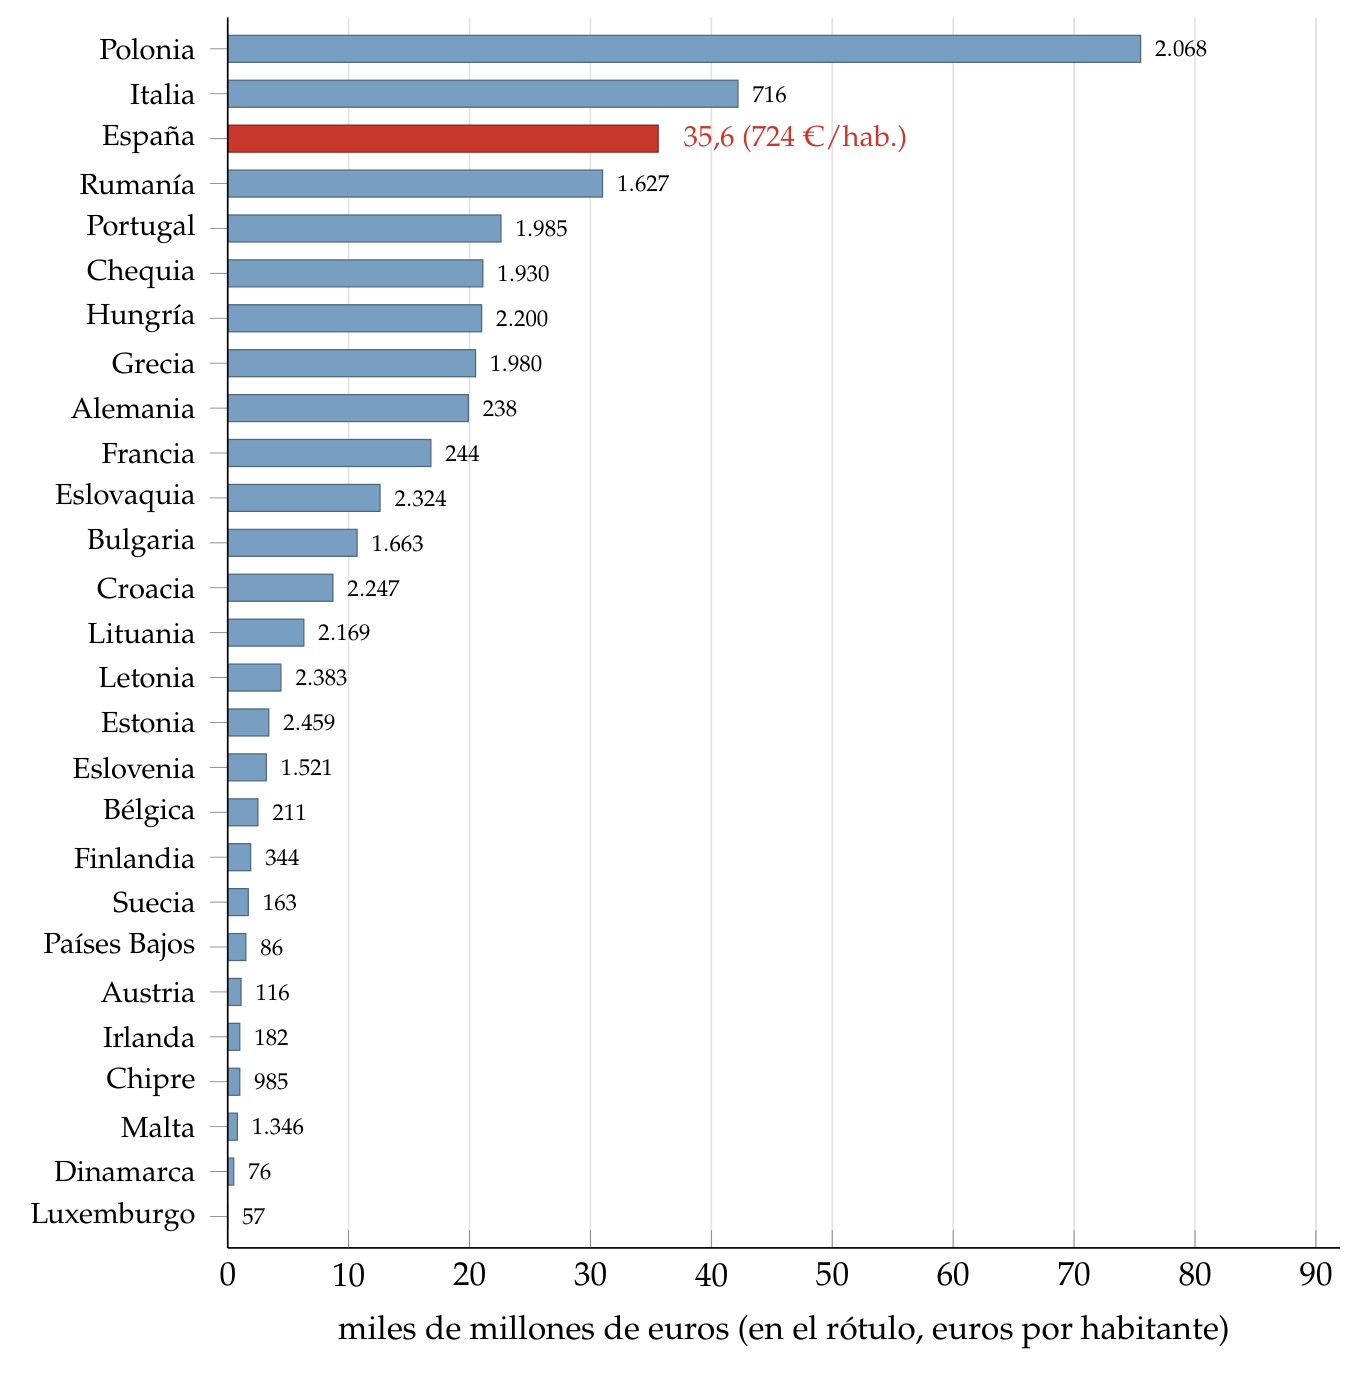 Polonia 2.068
Italia 716
España 35,6 (724 €/hab.)
Rumanía 1.627
Portugal 1.985
Chequia 1.930
Hungría 2.200
Grecia 1.980
Alemania 238
Francia 244
Eslovaquia 2.324
Bulgaria 1.663
Croacia 2.247
Lituania 2.169
Letonia 2.383
Estonia 2.459
Eslovenia 1.521
Bélgica 211
Finlandia 344
Suecia 163
Países Bajos 86
Austria 116
Irlanda 182
Chipre 985
Malta 1.346
Dinamarca 76
Luxemburgo 57
0 10 20 30 40 50 60 70 80 90
miles de millones de euros (en el rótulo, euros por habitante)